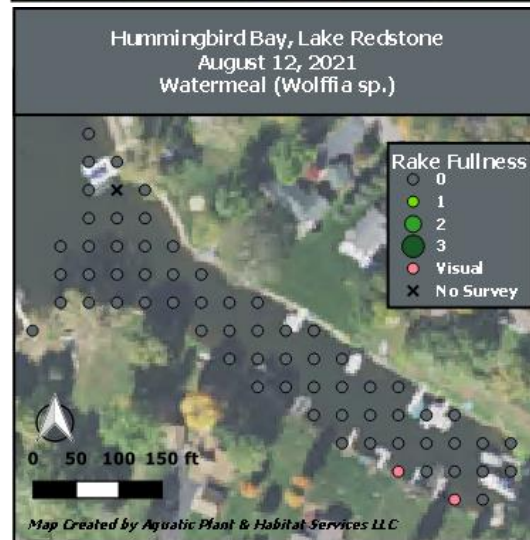 Hummingbird Bay, Lake Redstone
August 12, 2021
Watermeal (Wolffia sp.)
Rake Fullness
0
1
2
3
Visual
No Survey
0 50 100 150 ft
Map Created by Aquatic Plant & Habitat Services LLC